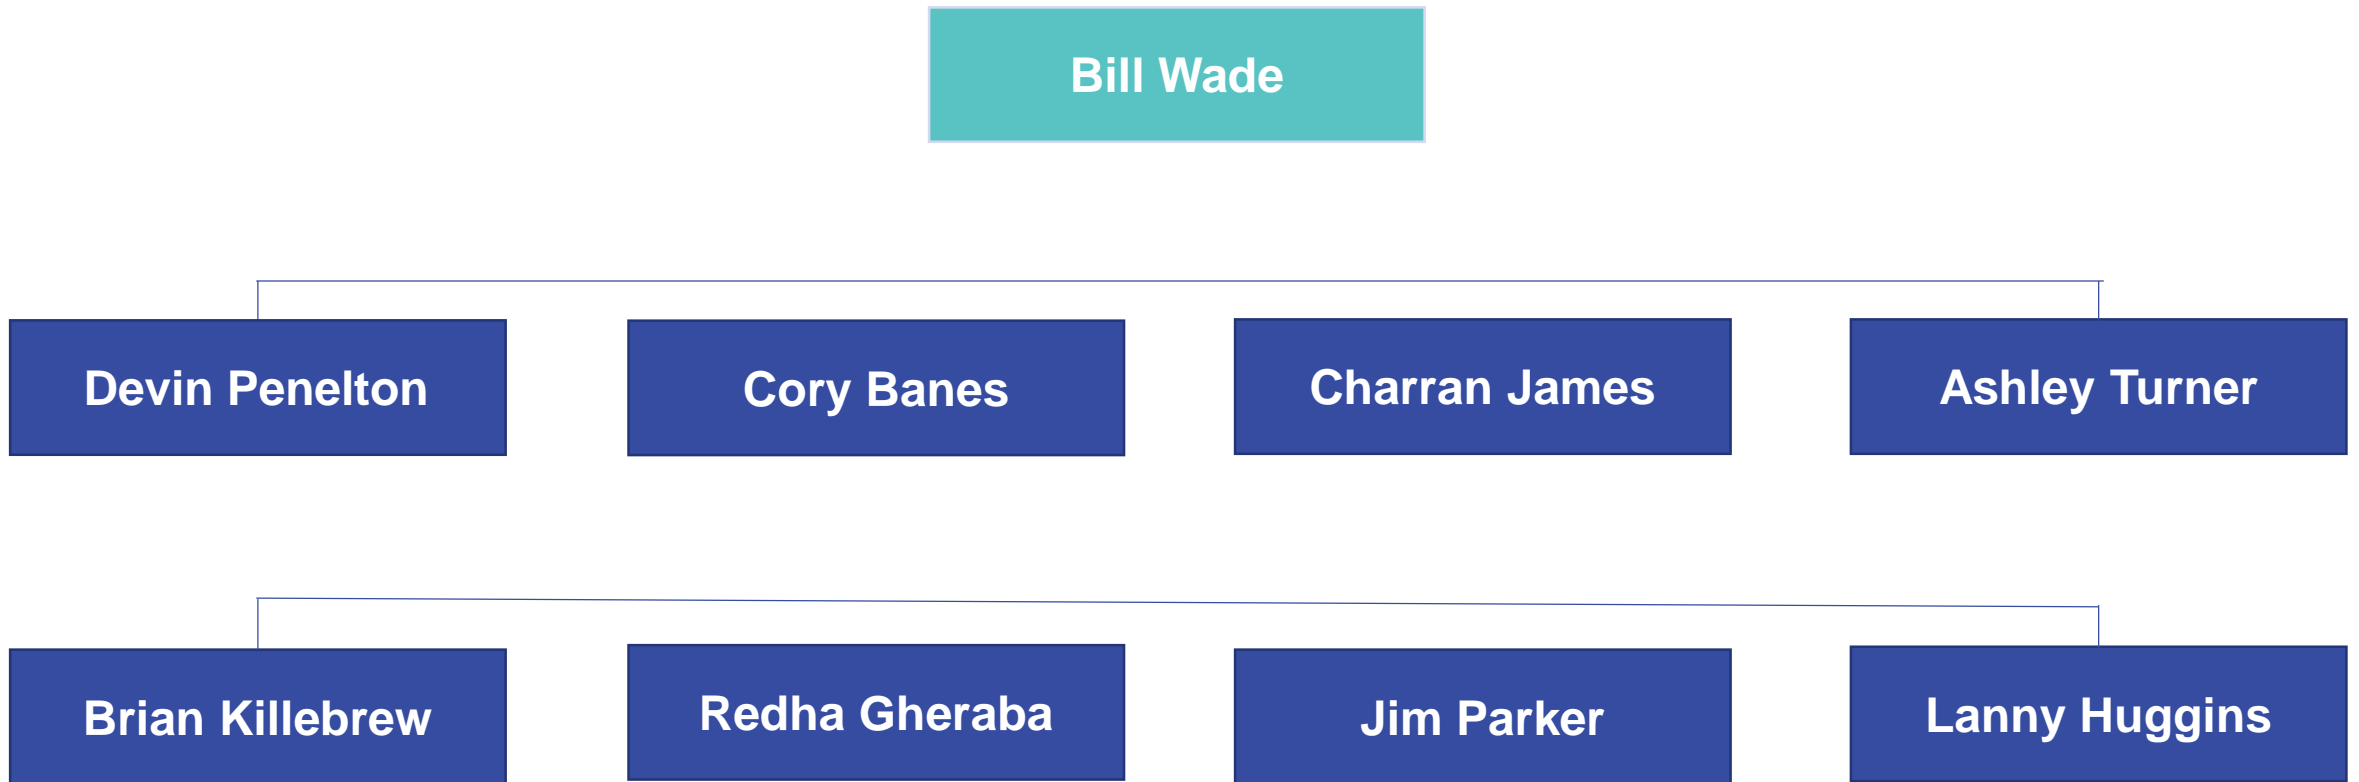 Bill Wade
Devin Penelton
Cory Banes
Charran James
Ashley Turner
Brian Killebrew
Redha Gheraba
Jim Parker
Lanny Huggins